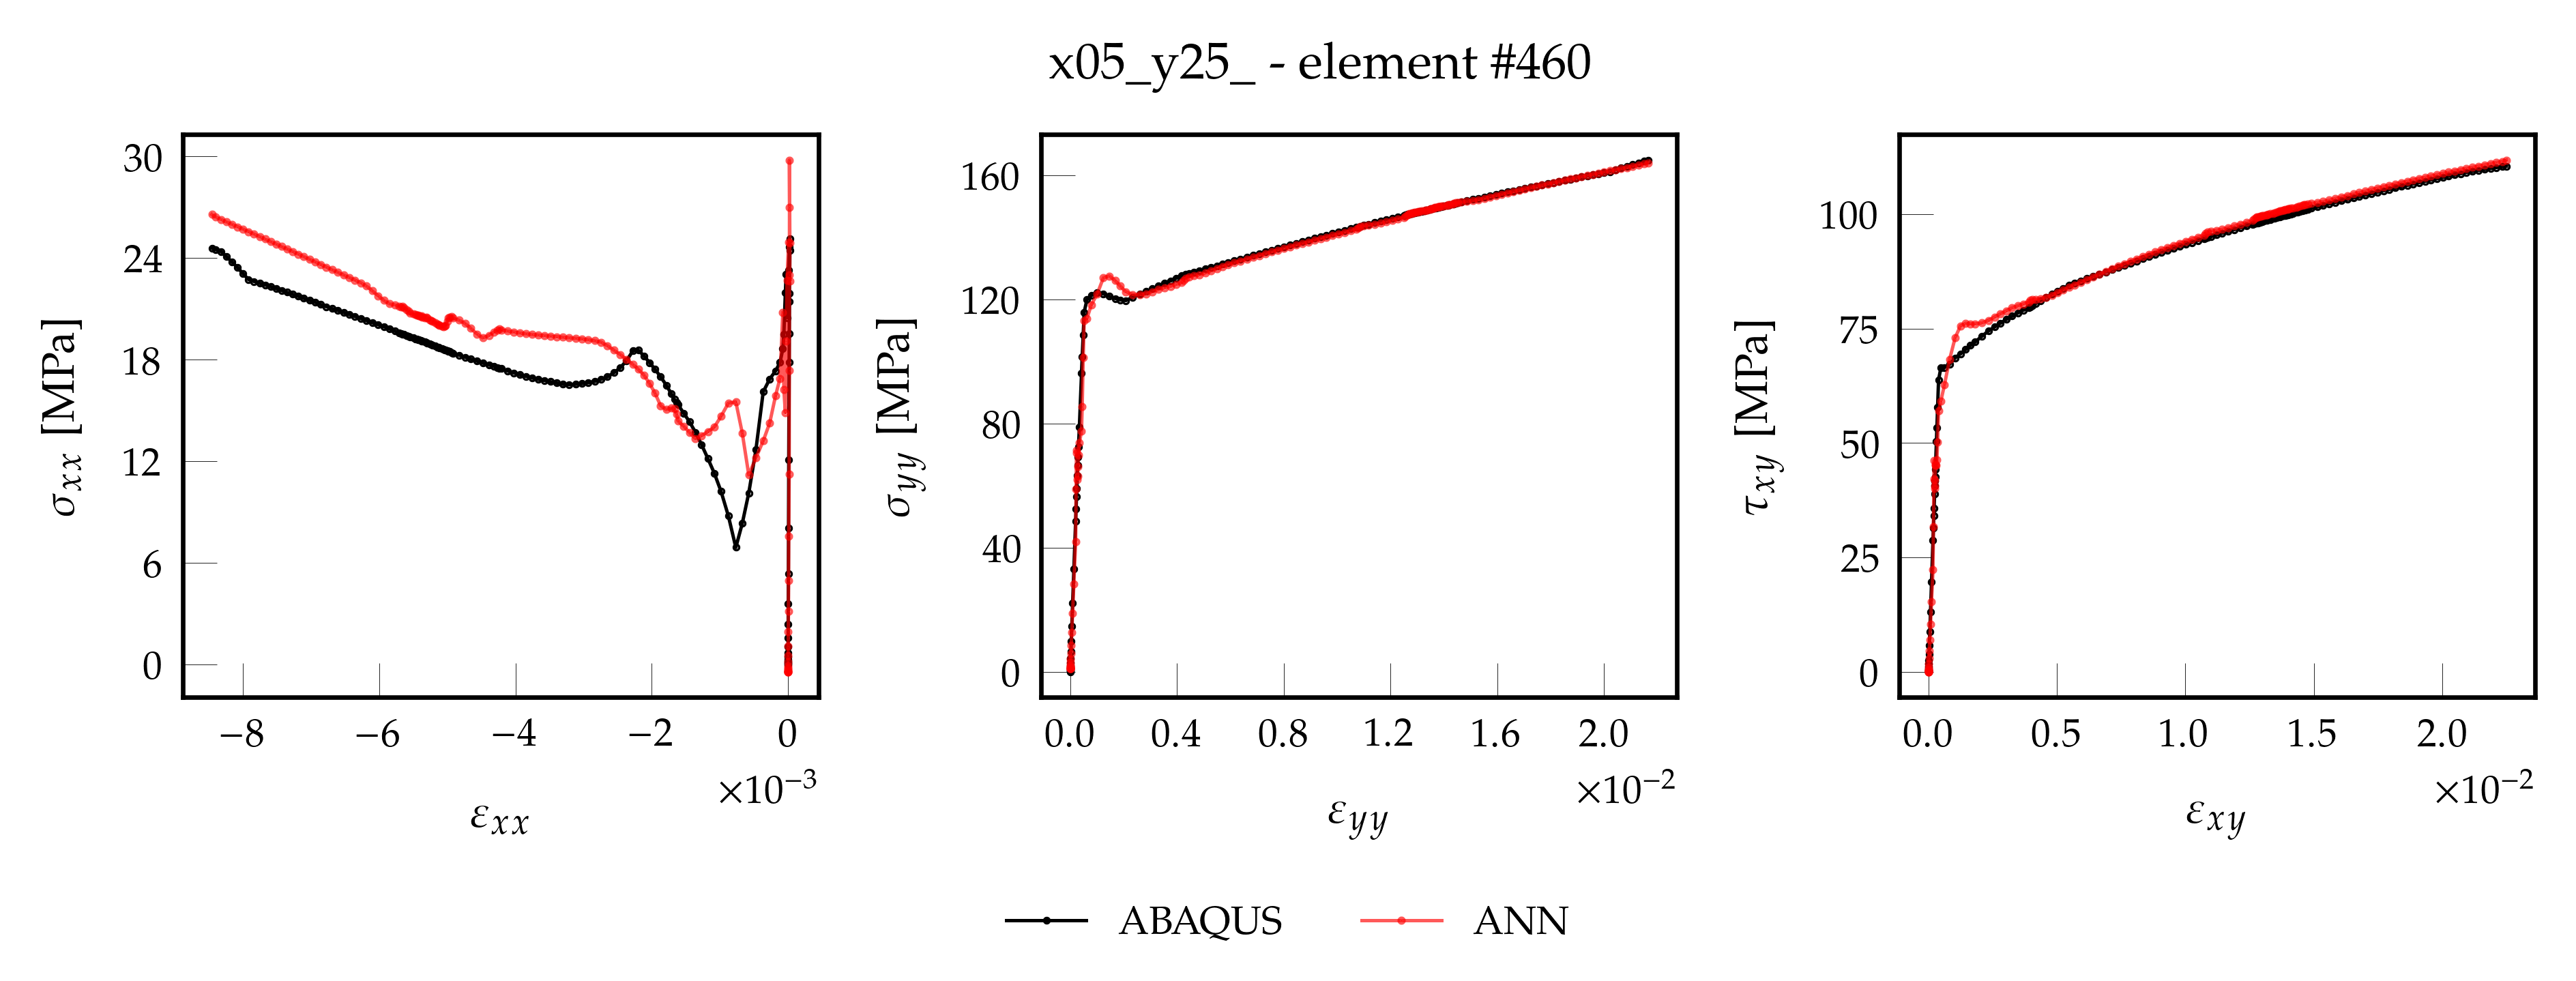 x05_y25_ - element #460
30
24
18
12
6
0
σxx [MPa]
−8 −6 −4 −2 0
×10−3
εxx
160
120
80
40
0
σyy [MPa]
0.0 0.4 0.8 1.2 1.6 2.0
×10−2
εyy
100
75
50
25
0
τxy [MPa]
0.0 0.5 1.0 1.5 2.0
×10−2
εxy
ABAQUS ANN